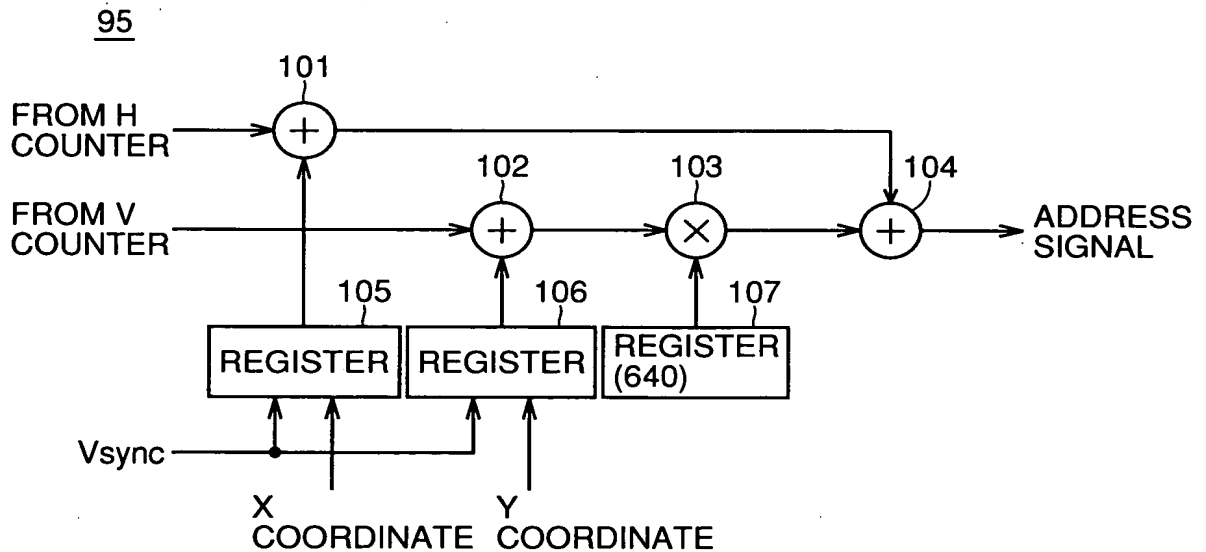 95
101
FROM H
COUNTER
102
103
104
FROM V
COUNTER
ADDRESS
SIGNAL
105
106
107
REGISTER
REGISTER
REGISTER
(640)
Vsync
X
COORDINATE
Y
COORDINATE